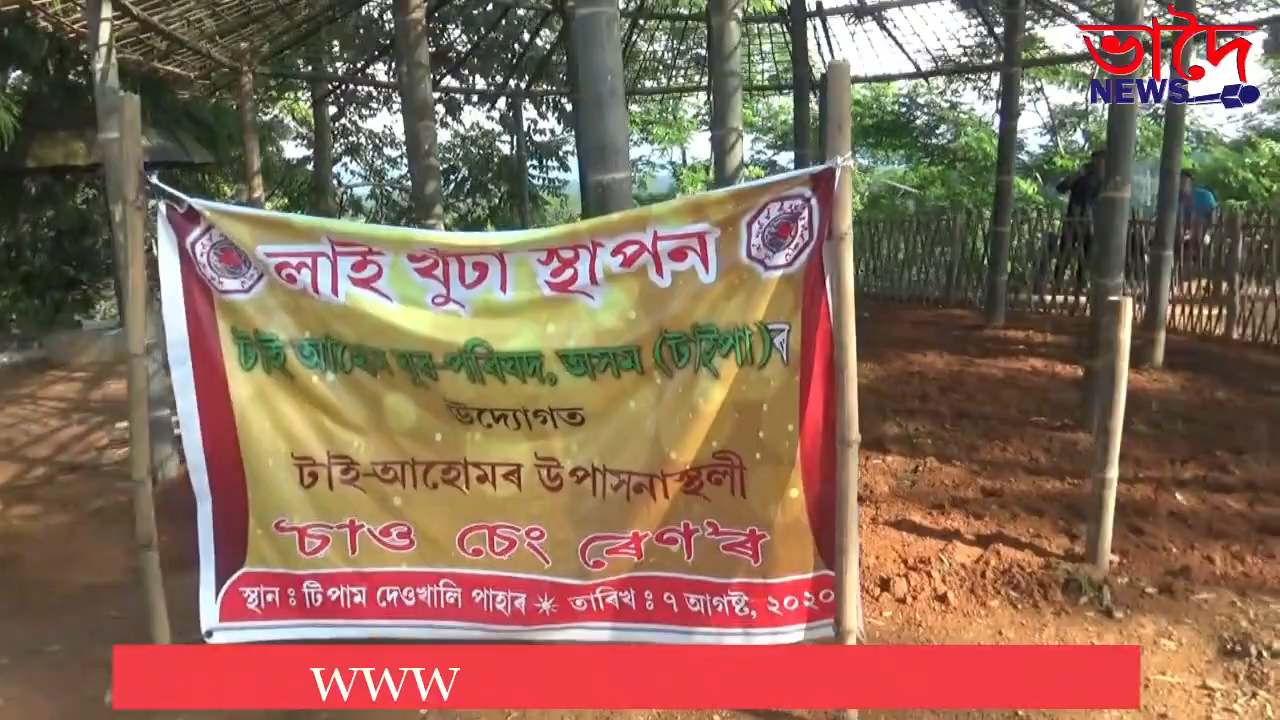 ভাদৈ
NEWS
লাই খুটা স্থাপন
টাই আহোম যুৱ-পৰিষদ, অসম (টাইপা)ৰ
উদ্যোগত
টাই-আহোমৰ উপাসনাস্থলী
চাও চেং ৰেণ'ৰ
স্থান : টিপাম দেওখালি পাহাৰ ☀ তাৰিখ : ৭ আগষ্ট, ২০২০
www